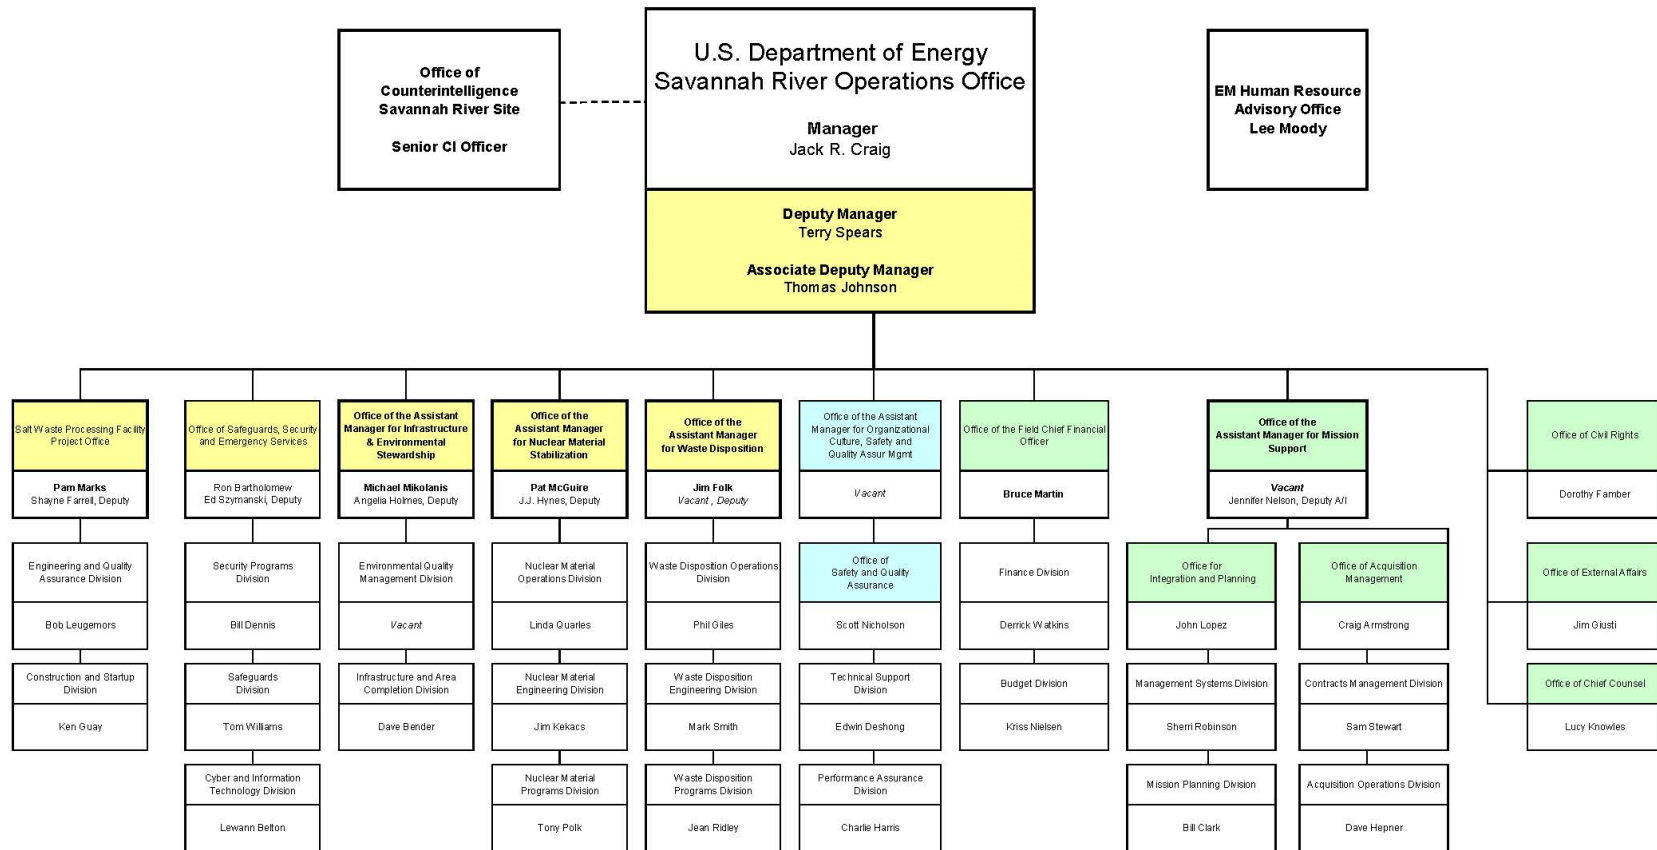 Office of
Counterintelligence
Savannah River Site
Senior CI Officer
U.S. Department of Energy
Savannah River Operations Office
Manager
Jack R. Craig
Deputy Manager
Terry Spears
Associate Deputy Manager
Thomas Johnson
EM Human Resource
Advisory Office
Lee Moody
Salt Waste Processing Facility
Project Office
Pam Marks
Shayne Farrell, Deputy
Engineering and Quality
Assurance Division
Bob Leugemors
Construction and Startup
Division
Ken Guay
Office of Safeguards, Security
and Emergency Services
Ron Bartholomew
Ed Szymanski, Deputy
Security Programs
Division
Bill Dennis
Safeguards
Division
Tom Williams
Cyber and Information
Technology Division
Lewann Belton
Office of the Assistant
Manager for Infrastructure
& Environmental
Stewardship
Michael Mikolanis
Angelia Holmes, Deputy
Environmental Quality
Management Division
Vacant
Infrastructure and Area
Completion Division
Dave Bender
Office of the
Assistant Manager
for Nuclear Material
Stabilization
Pat McGuire
J.J. Hynes, Deputy
Nuclear Material
Operations Division
Linda Quarles
Nuclear Material
Engineering Division
Jim Kekacs
Nuclear Material
Programs Division
Tony Polk
Office of the
Assistant Manager
for Waste Disposition
Jim Folk
Vacant , Deputy
Waste Disposition Operations
Division
Phil Giles
Waste Disposition
Engineering Division
Mark Smith
Waste Disposition
Programs Division
Jean Ridley
Office of the Assistant
Manager for Organizational
Culture, Safety and
Quality Assur Mgmt
Vacant
Office of
Safety and Quality
Assurance
Scott Nicholson
Technical Support
Division
Edwin Deshong
Performance Assurance
Division
Charlie Harris
Office of the Field Chief Financial
Officer
Bruce Martin
Finance Division
Derrick Watkins
Budget Division
Kriss Nielsen
Office of the
Assistant Manager for Mission
Support
Vacant
Jennifer Nelson, Deputy A/I
Office for
Integration and Planning
John Lopez
Management Systems Division
Sherri Robinson
Mission Planning Division
Bill Clark
Office of Acquisition
Management
Craig Armstrong
Contracts Management Division
Sam Stewart
Acquisition Operations Division
Dave Hepner
Office of Civil Rights
Dorothy Famber
Office of External Affairs
Jim Giusti
Office of Chief Counsel
Lucy Knowles